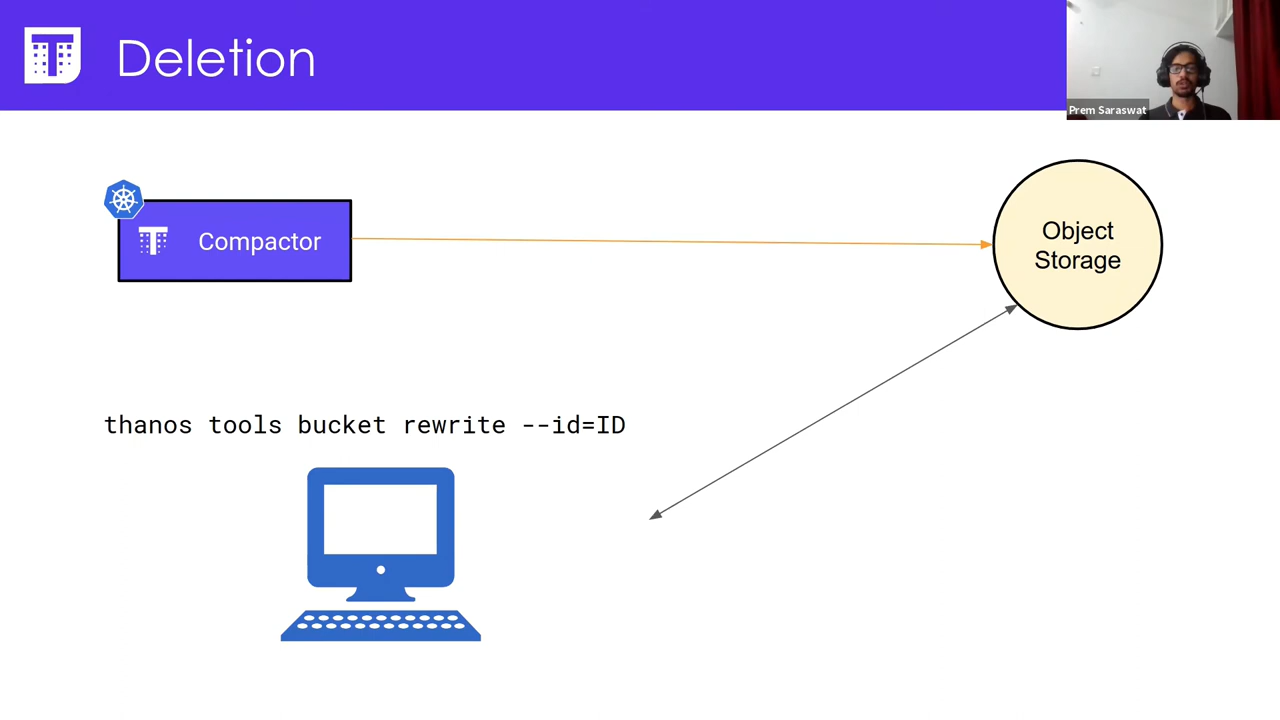 Deletion
Prem Saraswat
Compactor
Object
Storage
thanos tools bucket rewrite --id=ID